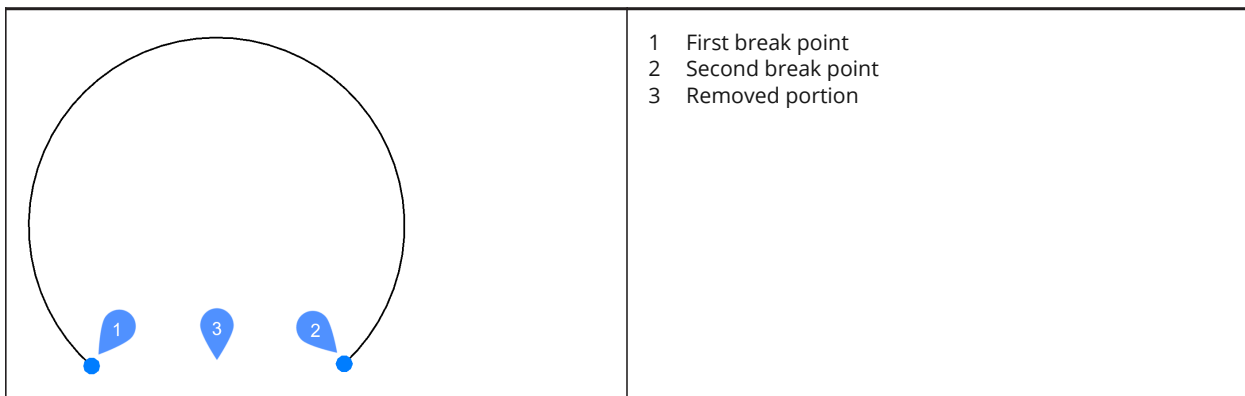 1
3
2
1 First break point
2 Second break point
3 Removed portion